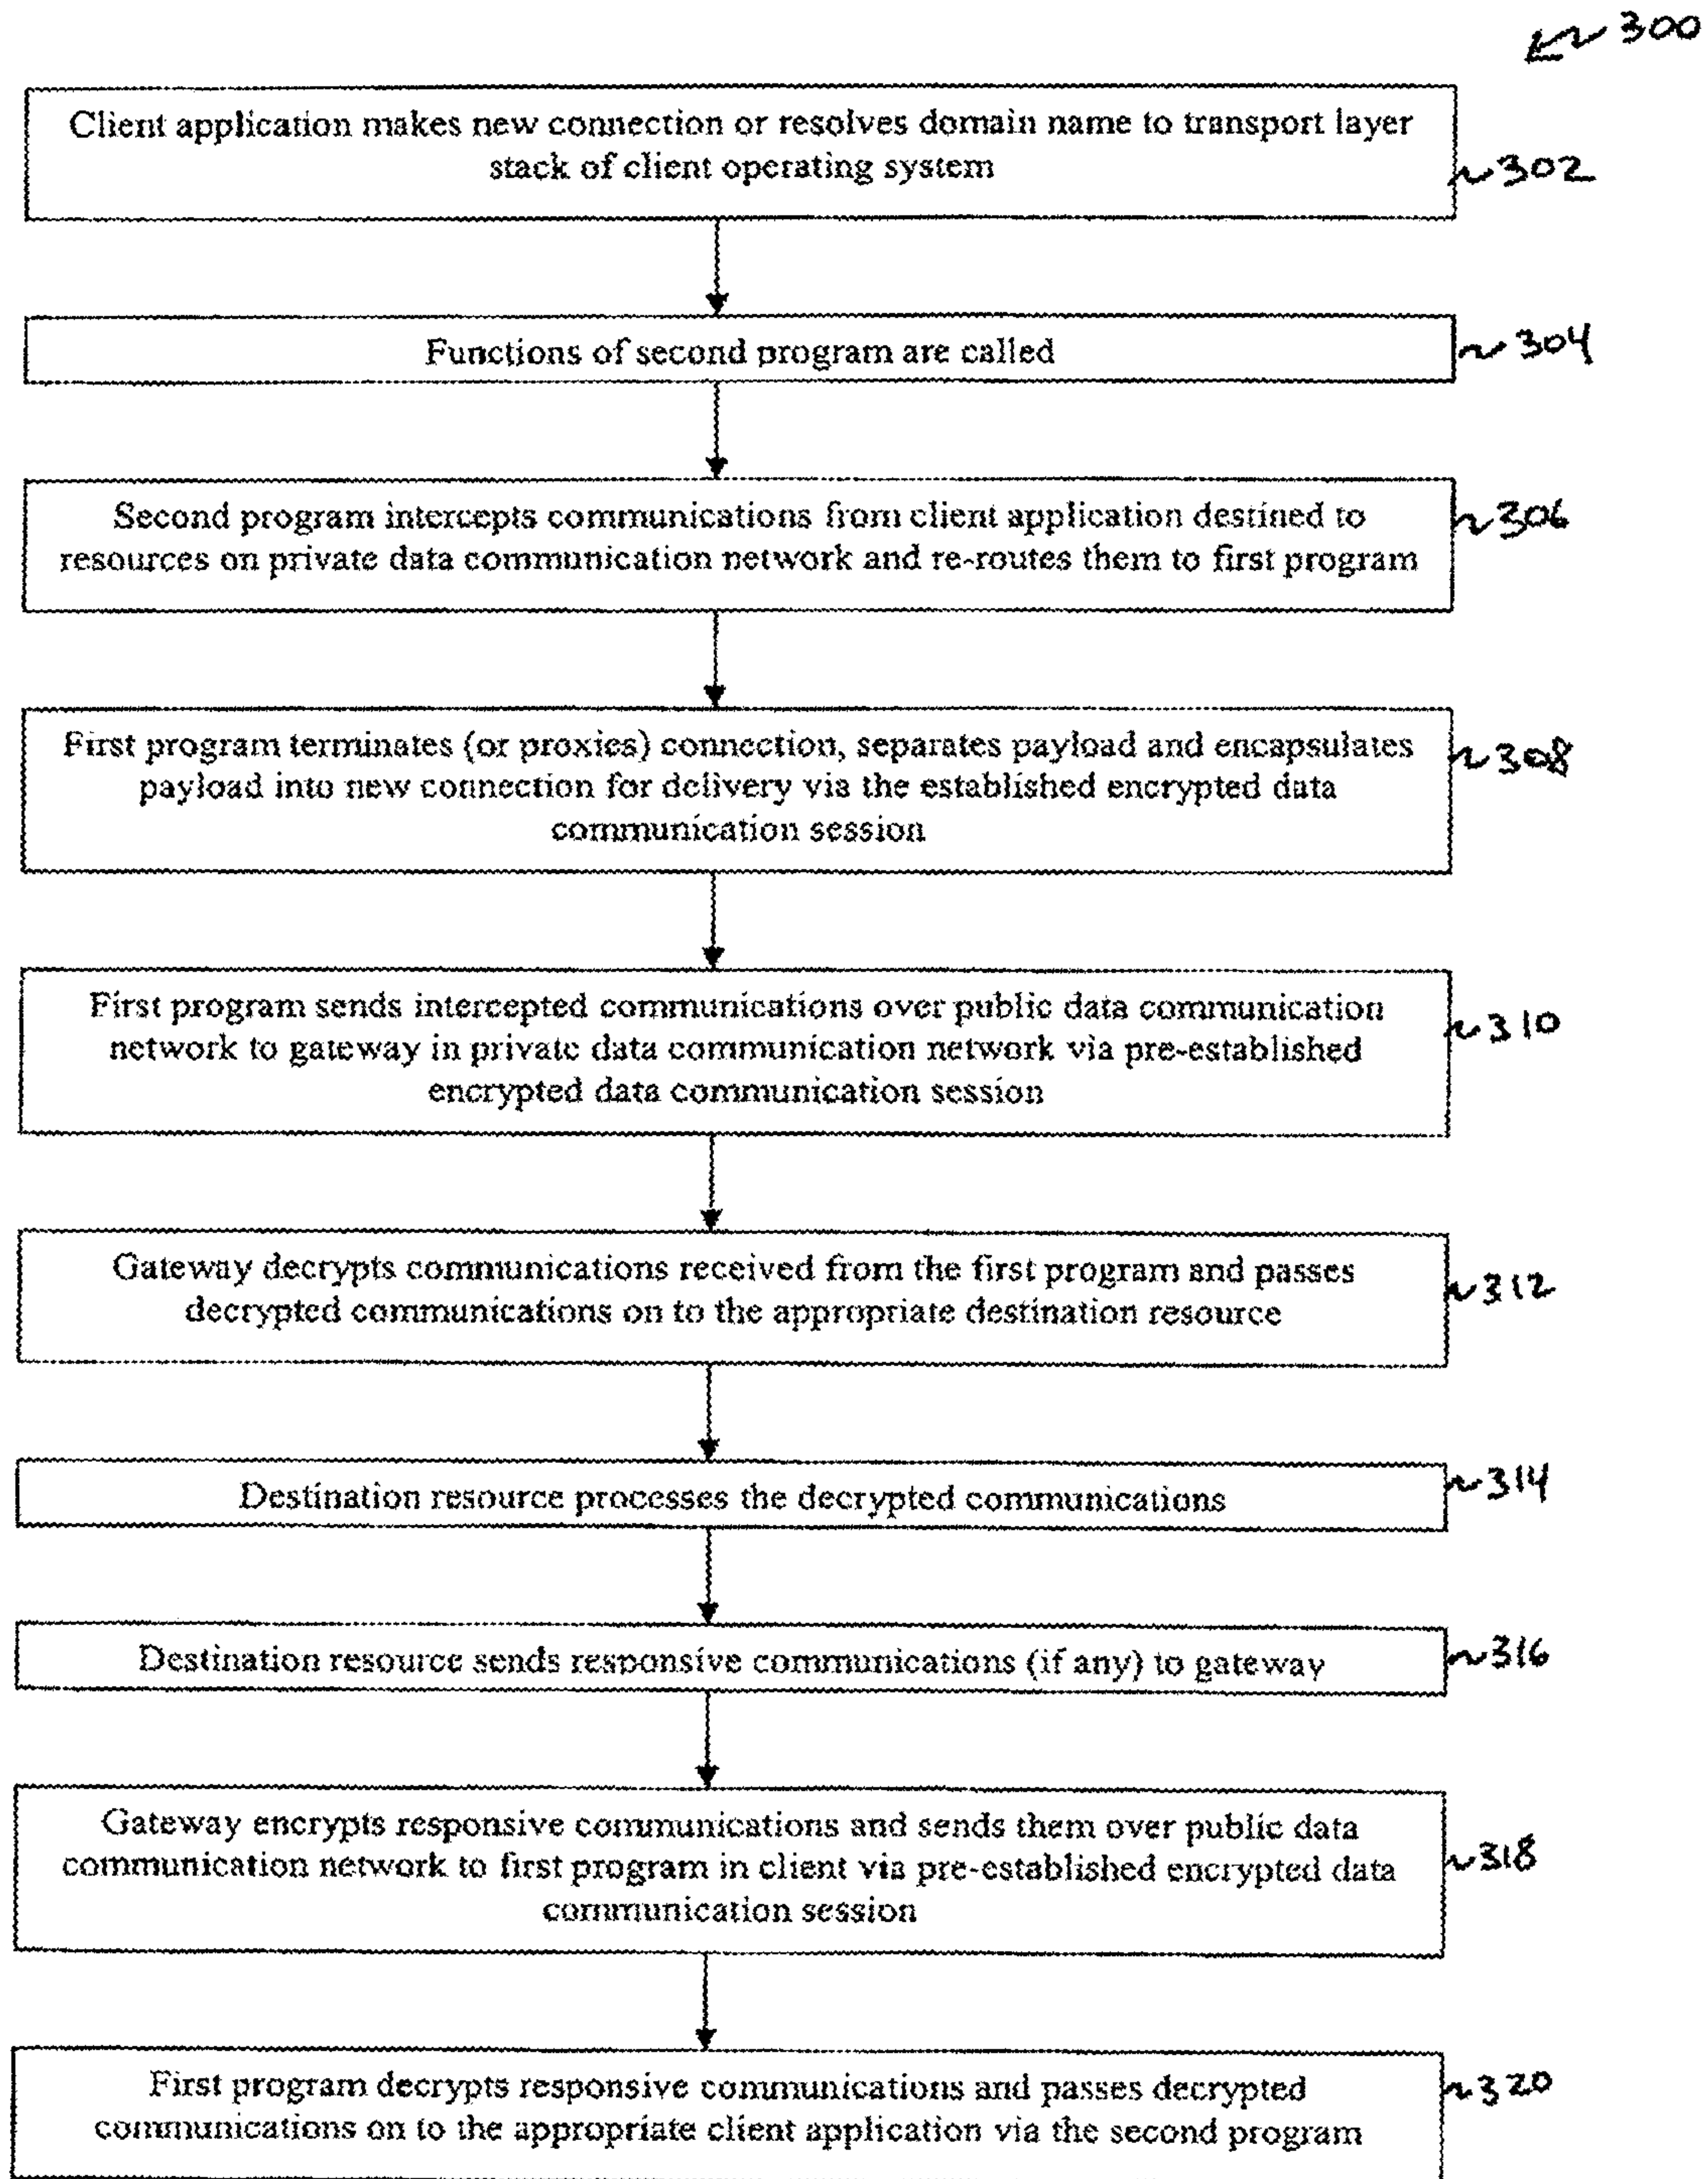 300
Client application makes new connection or resolves domain name to transport layer
stack of client operating system
302
Functions of second program are called
304
Second program intercepts communications from client application destined to
resources on private data communication network and re-routes them to first program
306
First program terminates (or proxies) connection, separates payload and encapsulates
payload into new connection for delivery via the established encrypted data
communication session
308
First program sends intercepted communications over public data communication
network to gateway in private data communication network via pre-established
encrypted data communication session
310
Gateway decrypts communications received from the first program and passes
decrypted communications on to the appropriate destination resource
312
Destination resource processes the decrypted communications
314
Destination resource sends responsive communications (if any) to gateway
316
Gateway encrypts responsive communications and sends them over public data
communication network to first program in client via pre-established encrypted data
communication session
318
First program decrypts responsive communications and passes decrypted
communications on to the appropriate client application via the second program
320